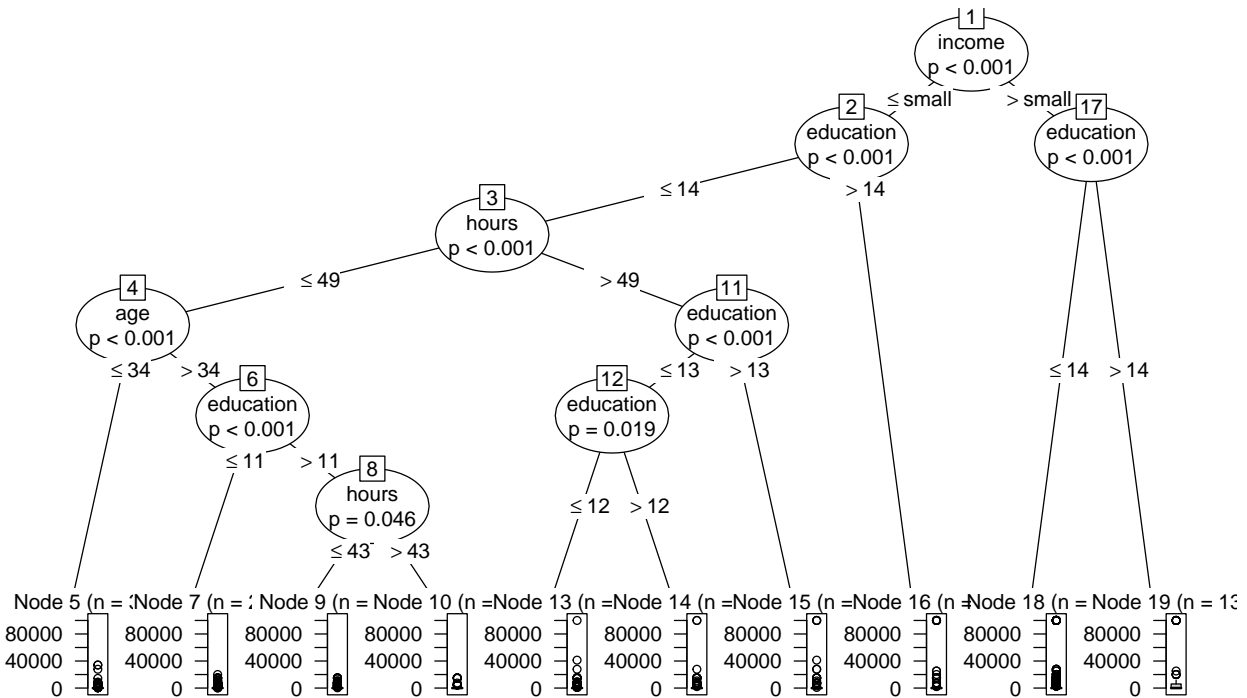 1
income
p < 0.001
≤ small
> small
2
education
p < 0.001
17
education
p < 0.001
≤ 14
> 14
3
hours
p < 0.001
≤ 49
> 49
4
age
p < 0.001
11
education
p < 0.001
≤ 34
> 34
≤ 13
> 13
≤ 14
> 14
6
education
p < 0.001
12
education
p = 0.019
≤ 11
> 11
8
hours
p = 0.046
≤ 12
> 12
≤ 43
> 43
Node 5 (n = Node 7 (n = Node 9 (n = Node 10 (n = Node 13 (n = Node 14 (n = Node 15 (n = Node 16 (n = Node 18 (n = Node 19 (n = 13
80000 80000 80000 80000 80000 80000 80000 80000 80000 80000
40000 40000 40000 40000 40000 40000 40000 40000 40000 40000
0 0 0 0 0 0 0 0 0 0